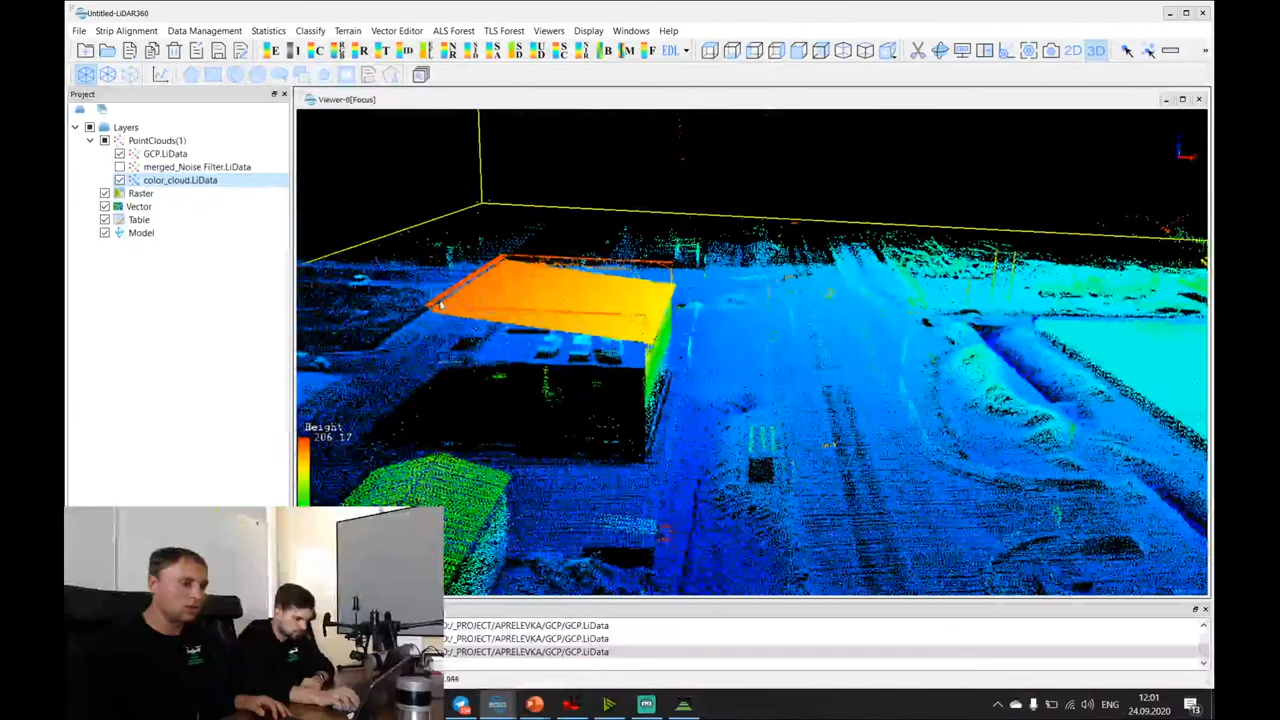 Untitled-LiDAR360
File Strip Alignment Data Management Statistics Classify Terrain Vector Editor ALS Forest TLS Forest Viewers Display Windows Help
EDL 2D 3D
Project
Viewer-0[Focus]
Layers
PointClouds(1)
GCP.LiData
merged_Noise Filter.LiData
color_cloud.LiData
Raster
Vector
Table
Model
Height
206.17
:/_PROJECT/APRELEVKA/GCP/GCP.LiData
:/_PROJECT/APRELEVKA/GCP/GCP.LiData
:/_PROJECT/APRELEVKA/GCP/GCP.LiData
ENG
12:01
24.09.2020